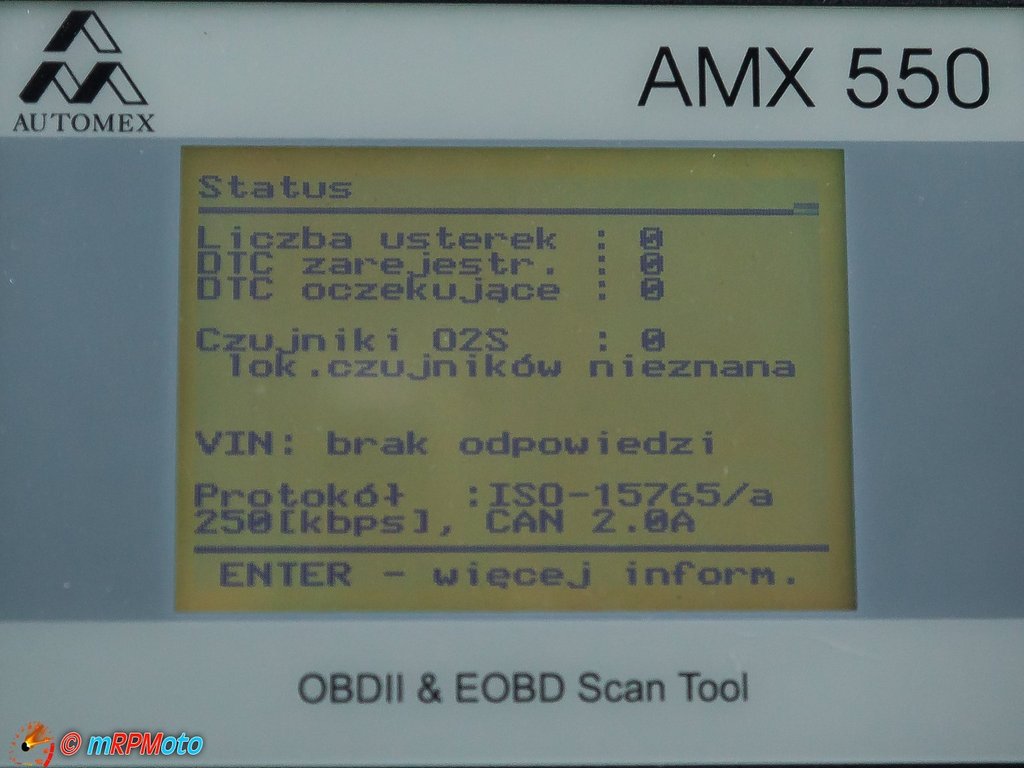 AUTOMEX
AMX 550
Status
Liczba usterek : 0
DTC zarejestr. : 0
DTC oczekujące : 0
Czujniki O2S : 0
lok.czujników nieznana
VIN: brak odpowiedzi
Protokół :ISO-15765/a
250[kbps], CAN 2.0A
ENTER - więcej inform.
OBDII & EOBD Scan Tool
© mRPMoto